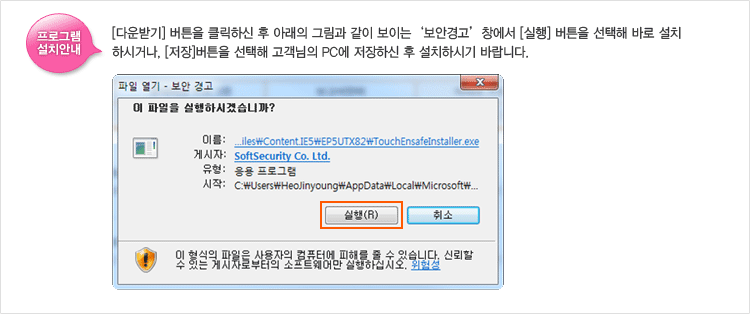 프로그램
설치안내
[다운받기] 버튼을 클릭하신 후 아래의 그림과 같이 보이는 ‘보안경고’ 창에서 [실행] 버튼을 선택해 바로 설치
하시거나, [저장]버튼을 선택해 고객님의 PC에 저장하신 후 설치하시기 바랍니다.
파일 열기 - 보안 경고
이 파일을 실행하시겠습니까?
이름: ...iles₩Content.IE5₩EP5UTX82₩TouchEnsafeInstaller.exe
게시자: SoftSecurity Co. Ltd.
유형: 응용 프로그램
시작: C:₩Users₩HeoJinyoung₩AppData₩Local₩Microsoft₩...
실행(R) 취소
이 형식의 파일은 사용자의 컴퓨터에 피해를 줄 수 있습니다. 신뢰할
수 있는 게시자로부터의 소프트웨어만 실행하십시오. 위험성